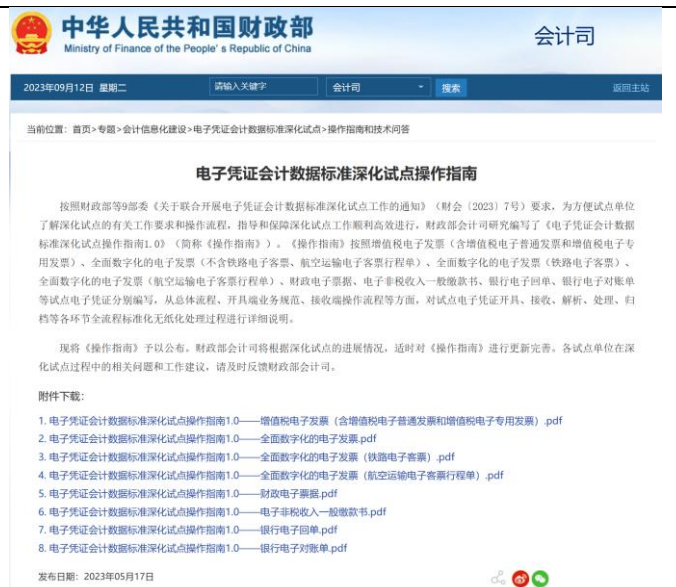 中华人民共和国财政部
Ministry of Finance of the People' s Republic of China
会计司
2023年09月12日 星期二
请输入关键字
会计司
搜索
返回主站
当前位置：首页>专题>会计信息化建设>电子凭证会计数据标准深化试点>操作指南和技术问答
电子凭证会计数据标准深化试点操作指南
按照财政部等9部委《关于联合开展电子凭证会计数据标准深化试点工作的通知》（财会〔2023〕7号）要求，为方便试点单位
了解深化试点的有关工作要求和操作流程，指导和保障深化试点工作顺利高效进行，财政部会计司研究编写了《电子凭证会计数据
标准深化试点操作指南1.0》（简称《操作指南》）。《操作指南》按照增值税电子发票（含增值税电子普通发票和增值税电子专
用发票）、全面数字化的电子发票（不含铁路电子客票、航空运输电子客票行程单）、全面数字化的电子发票（铁路电子客票）、
全面数字化的电子发票（航空运输电子客票行程单）、财政电子票据、电子非税收入一般缴款书、银行电子回单、银行电子对账单
等试点电子凭证分别编写，从总体流程、开具端业务规范、接收端操作流程等方面，对试点电子凭证开具、接收、解析、处理、归
档等各环节全流程标准化无纸化处理过程进行详细说明。
现将《操作指南》予以公布。财政部会计司将根据深化试点的进展情况，适时对《操作指南》进行更新完善。各试点单位在深
化试点过程中的相关问题和工作建议，请及时反馈财政部会计司。
附件下载：
1. 电子凭证会计数据标准深化试点操作指南1.0——增值税电子发票（含增值税电子普通发票和增值税电子专用发票）.pdf
2. 电子凭证会计数据标准深化试点操作指南1.0——全面数字化的电子发票.pdf
3. 电子凭证会计数据标准深化试点操作指南1.0——全面数字化的电子发票（铁路电子客票）.pdf
4. 电子凭证会计数据标准深化试点操作指南1.0——全面数字化的电子发票（航空运输电子客票行程单）.pdf
5. 电子凭证会计数据标准深化试点操作指南1.0——财政电子票据.pdf
6. 电子凭证会计数据标准深化试点操作指南1.0——电子非税收入一般缴款书.pdf
7. 电子凭证会计数据标准深化试点操作指南1.0——银行电子回单.pdf
8. 电子凭证会计数据标准深化试点操作指南1.0——银行电子对账单.pdf
发布日期：2023年05月17日